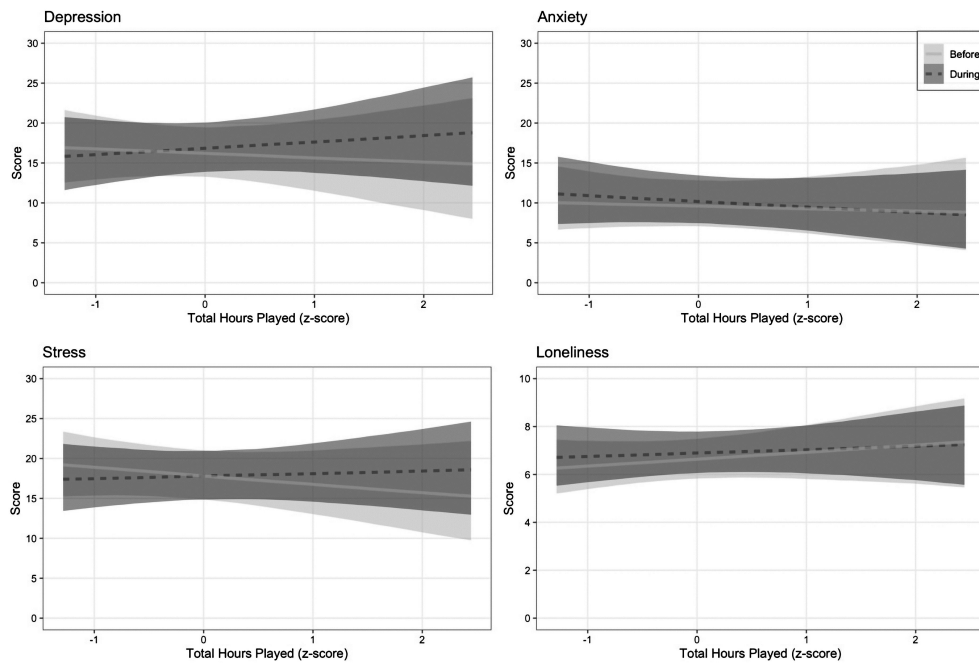 Depression
30
25
20
15
10
5
0
Score
-1 0 1 2
Total Hours Played (z-score)
Anxiety
30
25
20
15
10
5
0
Score
-1 0 1 2
Total Hours Played (z-score)
Before
During
Stress
30
25
20
15
10
5
0
Score
-1 0 1 2
Total Hours Played (z-score)
Loneliness
10
8
6
4
2
0
Score
-1 0 1 2
Total Hours Played (z-score)